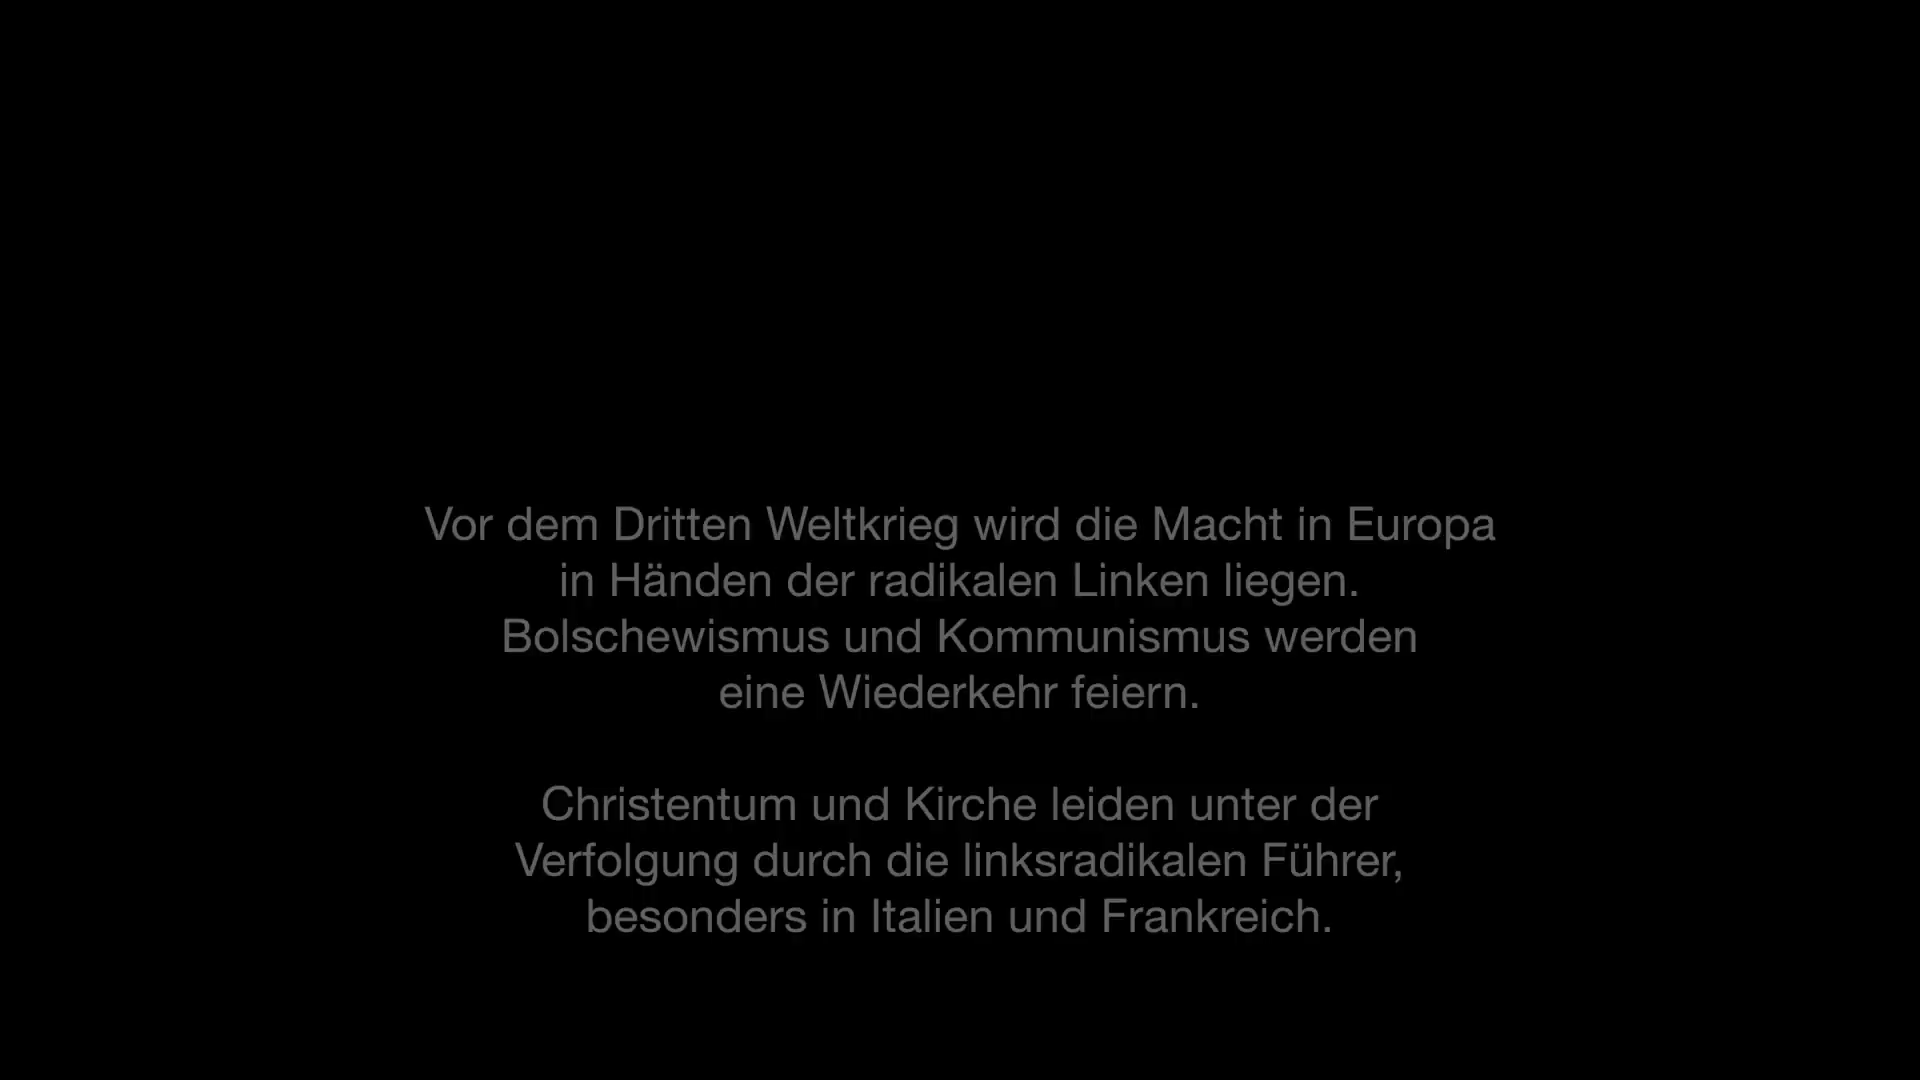 Vor dem Dritten Weltkrieg wird die Macht in Europa
in Händen der radikalen Linken liegen.
Bolschewismus und Kommunismus werden
eine Wiederkehr feiern.
Christentum und Kirche leiden unter der
Verfolgung durch die linksradikalen Führer,
besonders in Italien und Frankreich.